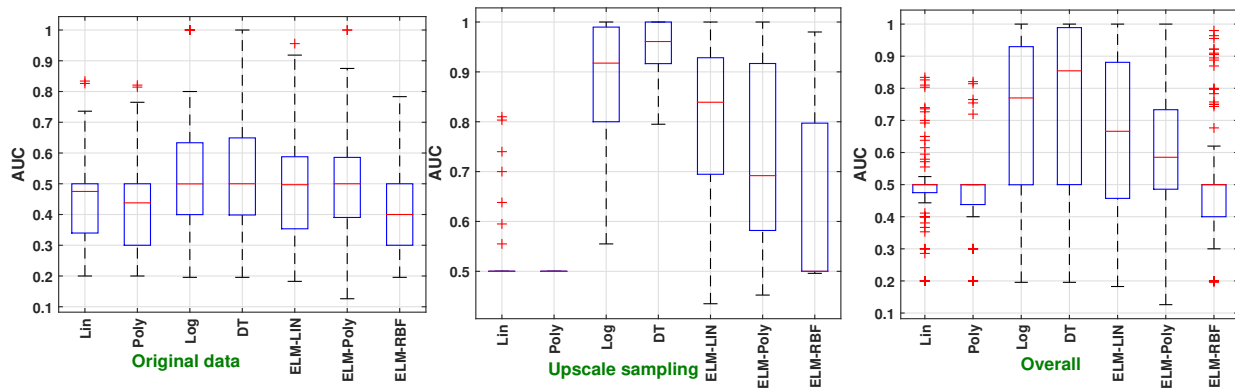 AUC
1
0.9
0.8
0.7
0.6
0.5
0.4
0.3
0.2
0.1
Lin
Poly
Log
DT
ELM-LIN
ELM-Poly
ELM-RBF
Original data
AUC
1
0.9
0.8
0.7
0.6
0.5
Lin
Poly
Log
DT
ELM-LIN
ELM-Poly
ELM-RBF
Upscale sampling
AUC
1
0.9
0.8
0.7
0.6
0.5
0.4
0.3
0.2
0.1
Lin
Poly
Log
DT
ELM-LIN
ELM-Poly
ELM-RBF
Overall